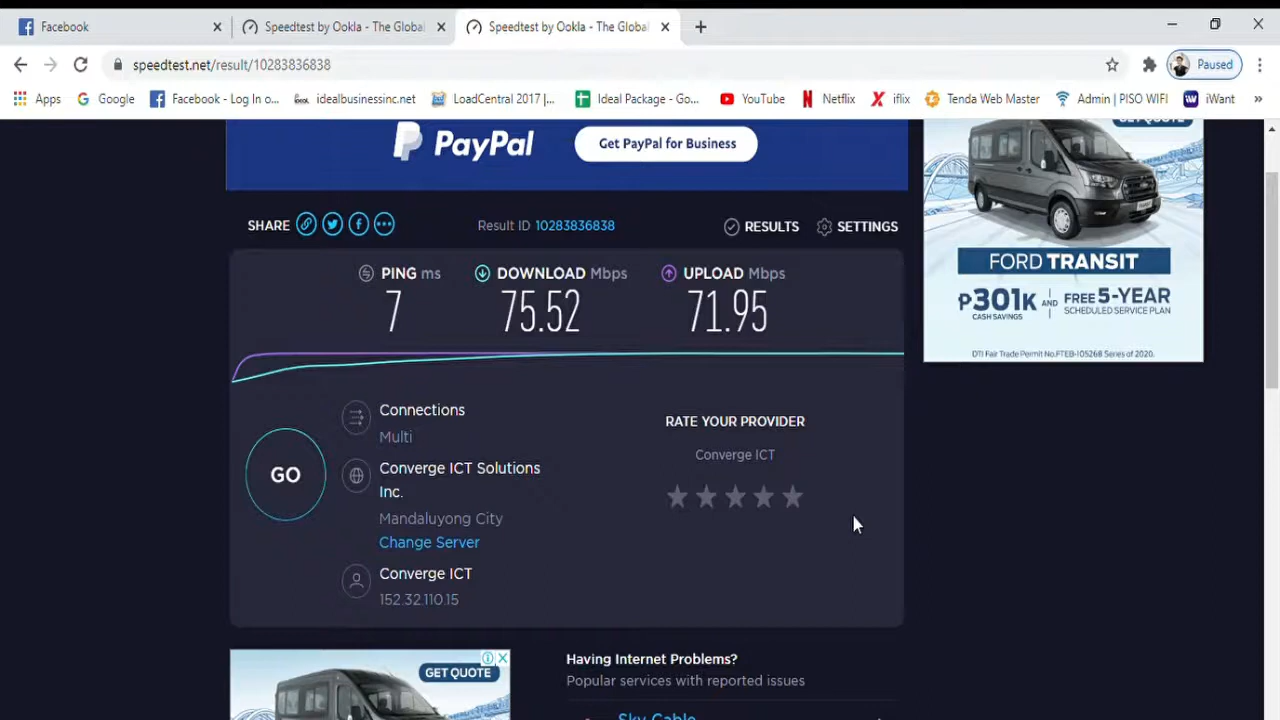 Facebook
Speedtest by Ookla - The Global
Speedtest by Ookla - The Global
speedtest.net/result/10283836838
Paused
Apps
Google
Facebook - Log In o...
idealbusinessinc.net
LoadCentral 2017 |...
Ideal Package - Go...
YouTube
Netflix
iflix
Tenda Web Master
Admin | PISO WIFI
iWant
PayPal
Get PayPal for Business
GET QUOTE
SHARE
Result ID 10283836838
RESULTS
SETTINGS
PING ms
DOWNLOAD Mbps
UPLOAD Mbps
7
75.52
71.95
FORD TRANSIT
₱301K AND FREE 5-YEAR
CASH SAVINGS
SCHEDULED SERVICE PLAN
DTI Fair Trade Permit No.FTEB-105268 Series of 2020.
Connections
Multi
RATE YOUR PROVIDER
Converge ICT
GO
Converge ICT Solutions
Inc.
Mandaluyong City
Change Server
Converge ICT
152.32.110.15
GET QUOTE
Having Internet Problems?
Popular services with reported issues
Sky Cable